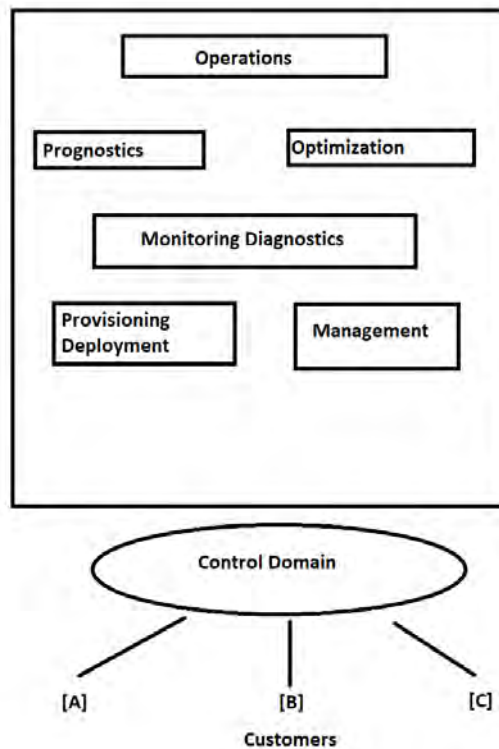 Operations
Prognostics
Optimization
Monitoring Diagnostics
Provisioning
Deployment
Management
Control Domain
[A]
[B]
[C]
Customers